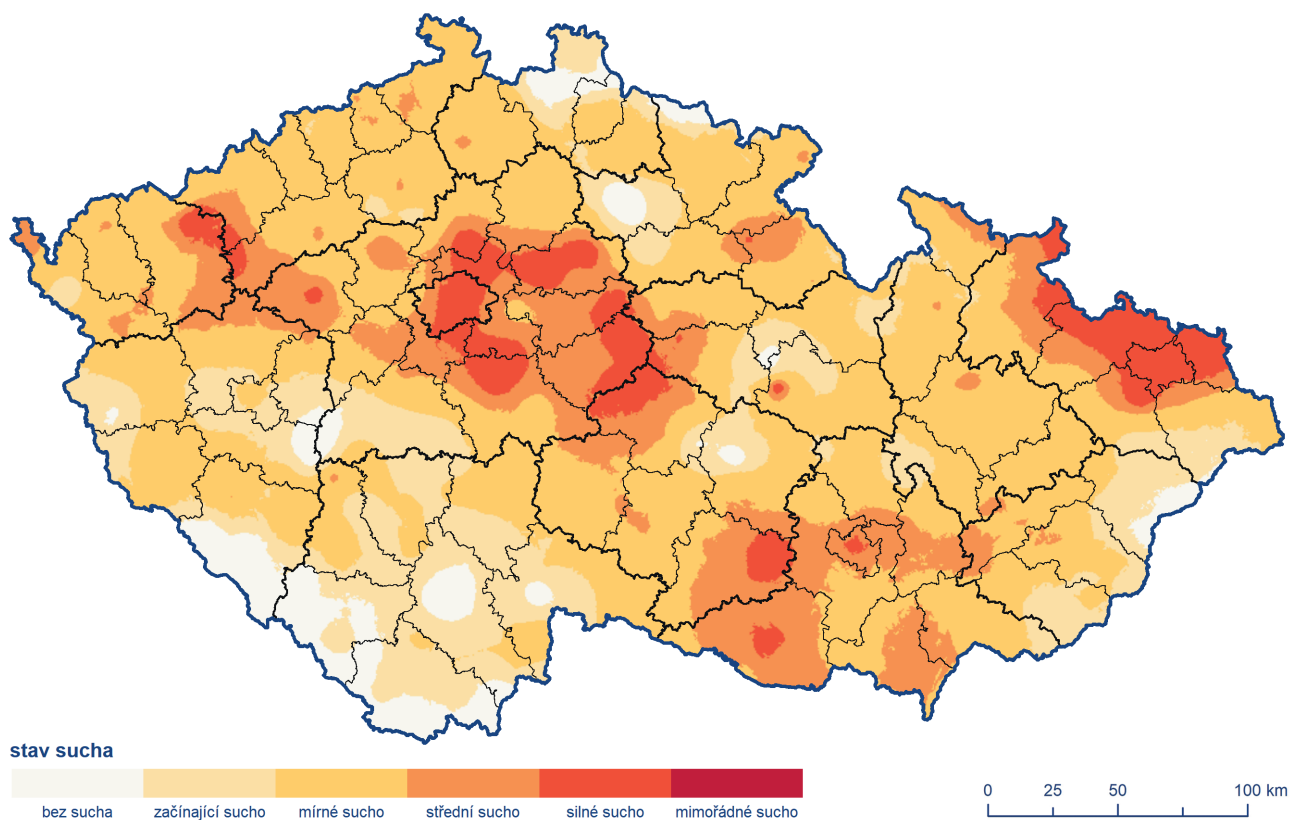 stav sucha
bez sucha začínající sucho mírné sucho střední sucho silné sucho mimořádné sucho
0 25 50 100 km